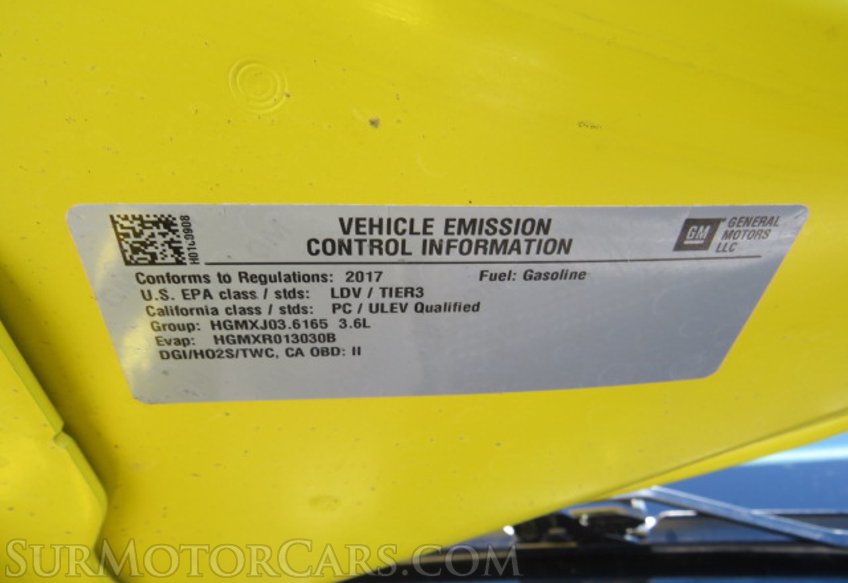 VEHICLE EMISSION
CONTROL INFORMATION
GM
GENERAL
MOTORS
LLC
Conforms to Regulations: 2017 Fuel: Gasoline
U.S. EPA class / stds: LDV / TIER3
California class / stds: PC / ULEV Qualified
Group: HGMXJ03.6165 3.6L
Evap: HGMXR013030B
DGI/HO2S/TWC, CA OBD: II
SURMOTORCARS.COM